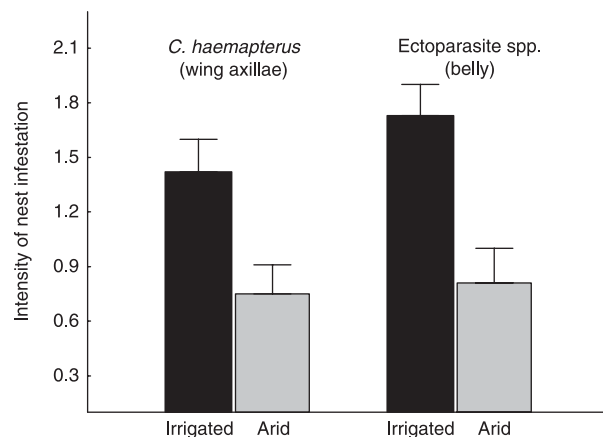 Intensity of nest infestation
2.1
1.8
1.5
1.2
0.9
0.6
0.3
C. haemapterus
(wing axillae)
Ectoparasite spp.
(belly)
Irrigated Arid Irrigated Arid